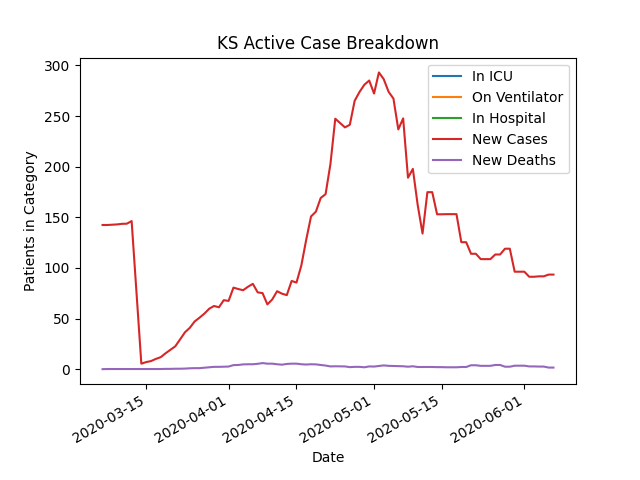 KS Active Case Breakdown
300
250
200
150
100
50
0
Patients in Category
In ICU
On Ventilator
In Hospital
New Cases
New Deaths
2020-03-15
2020-04-01
2020-04-15
2020-05-01
2020-05-15
2020-06-01
Date